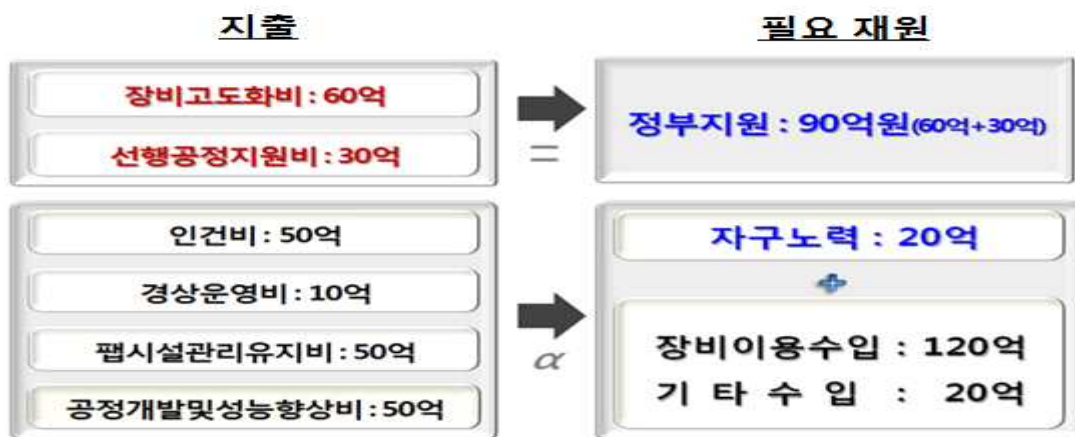 지출
필요 재원
장비고도화비 : 60억
선행공정지원비 : 30억
=
정부지원 : 90억원(60억+30억)
인건비 : 50억
경상운영비 : 10억
팹시설관리유지비 : 50억
공정개발및성능향상비 : 50억
α
자구노력 : 20억
장비이용수입 : 120억
기 타 수 입 : 20억